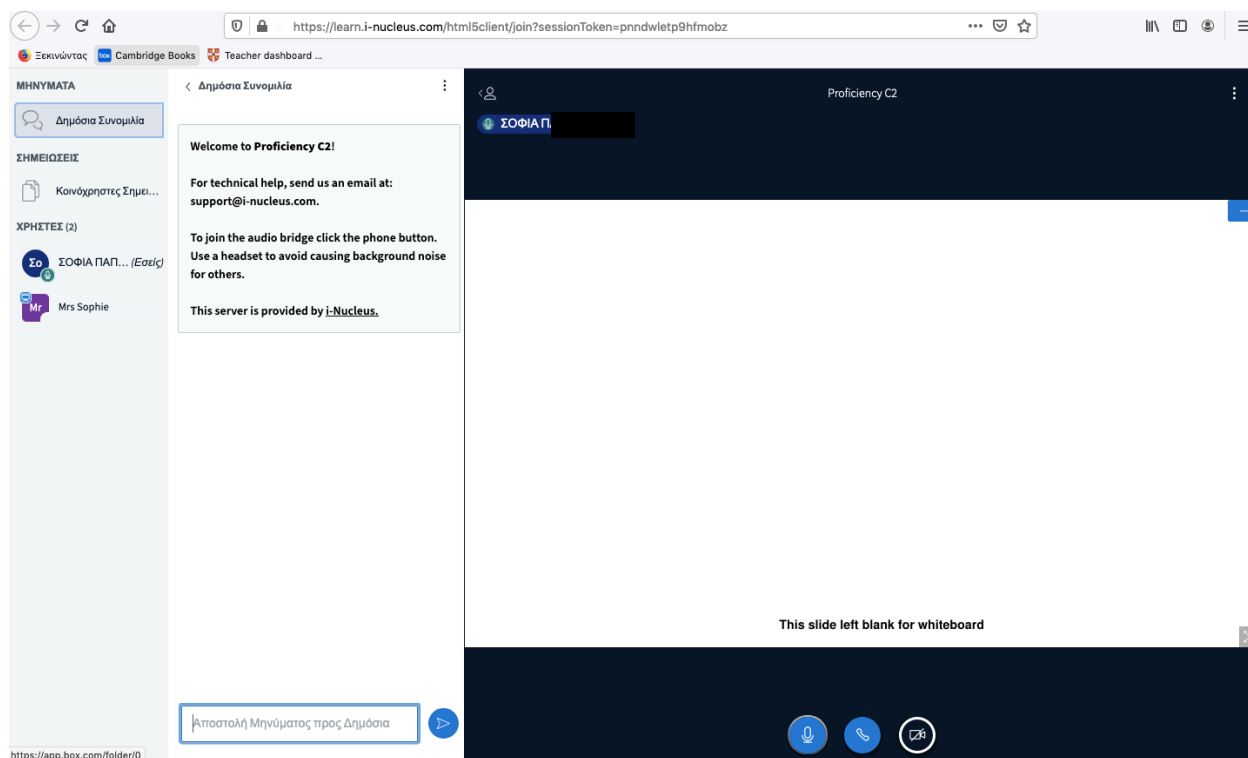 https://learn.i-nucleus.com/html5client/join?sessionToken=pnndwletp9hfmobz
Ξεκινώντας box Cambridge Books Teacher dashboard ...
ΜΗΝΥΜΑΤΑ
Δημόσια Συνομιλία
ΣΗΜΕΙΩΣΕΙΣ
Κοινόχρηστες Σημει...
ΧΡΗΣΤΕΣ (2)
Σο ΣΟΦΙΑ ΠΑΠ... (Εσείς)
Mr Mrs Sophie
https://app.box.com/folder/0
Δημόσια Συνομιλία
Welcome to Proficiency C2!
For technical help, send us an email at:
support@i-nucleus.com.
To join the audio bridge click the phone button.
Use a headset to avoid causing background noise
for others.
This server is provided by i-Nucleus.
Αποστολή Μηνύματος προς Δημόσια
Proficiency C2
ΣΟΦΙΑ Π
This slide left blank for whiteboard